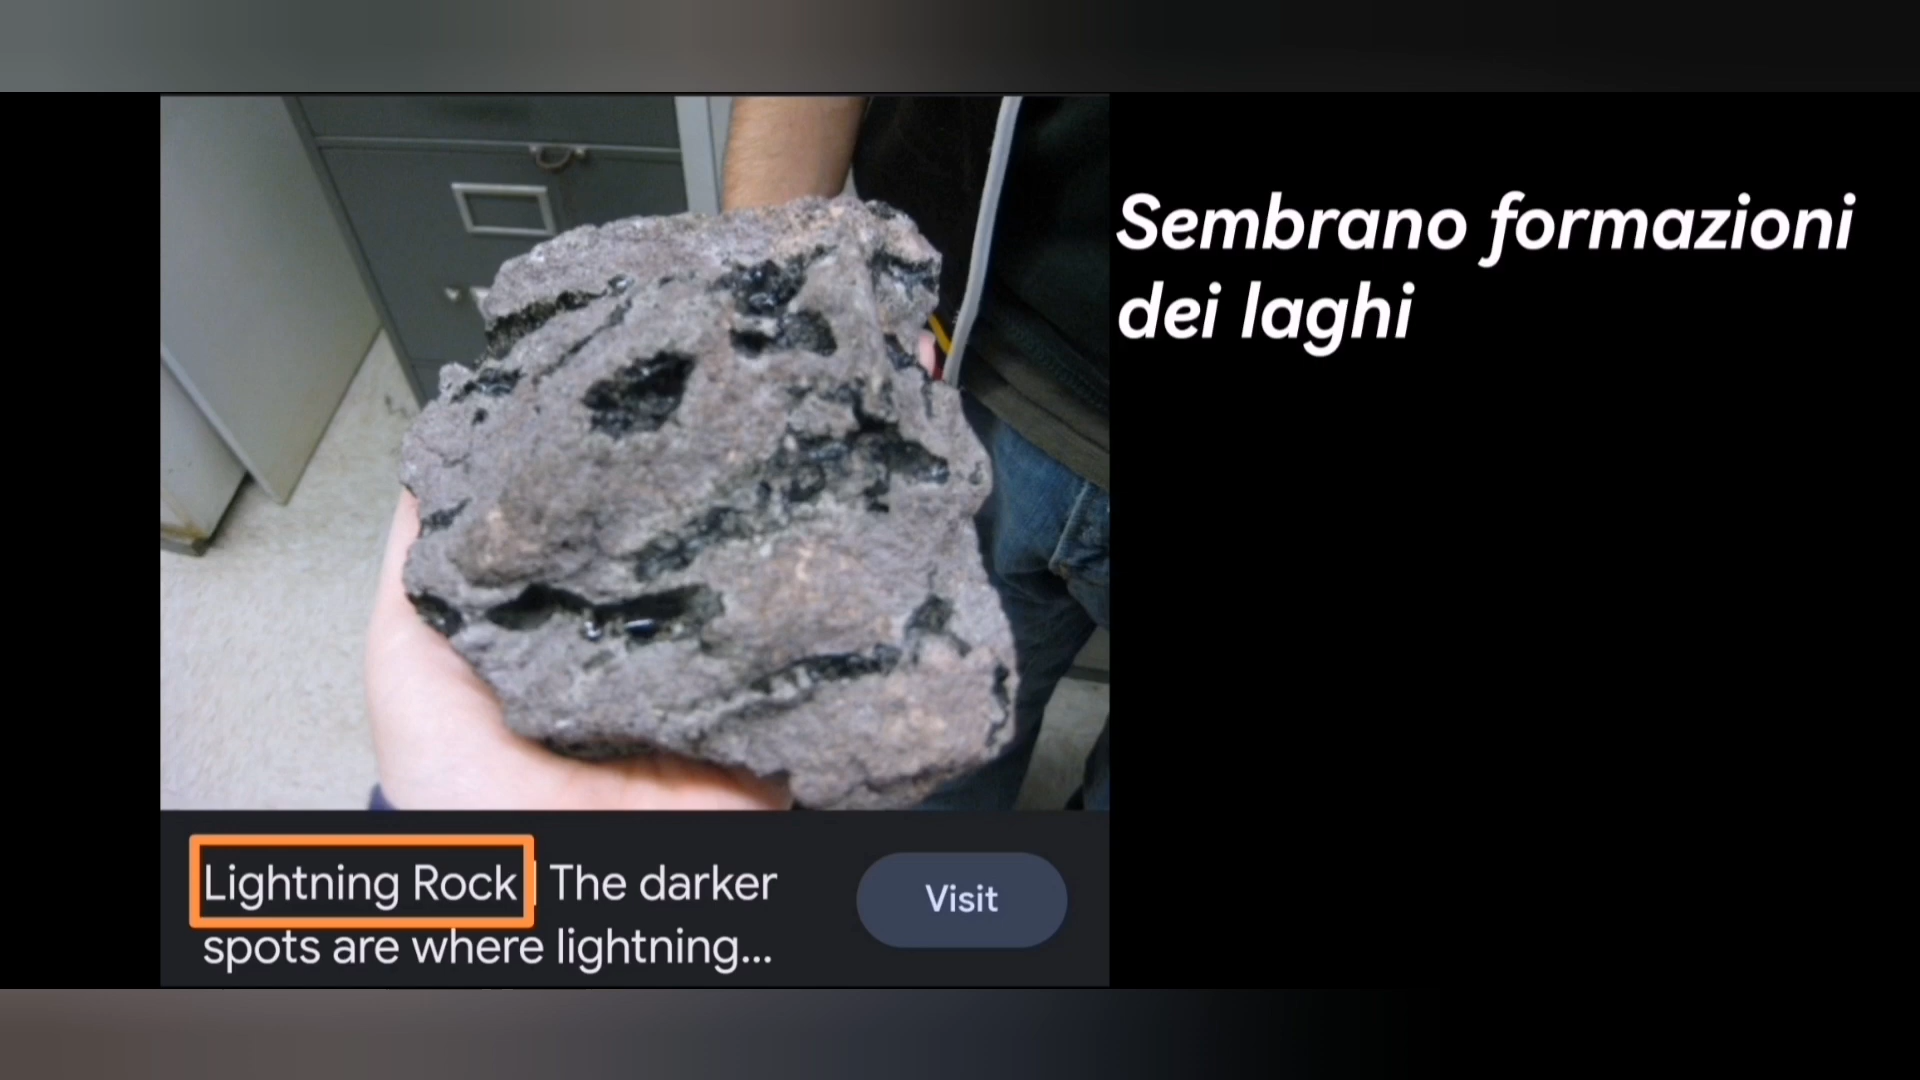 Sembrano formazioni
dei laghi
Lightning Rock The darker
spots are where lightning...
Visit